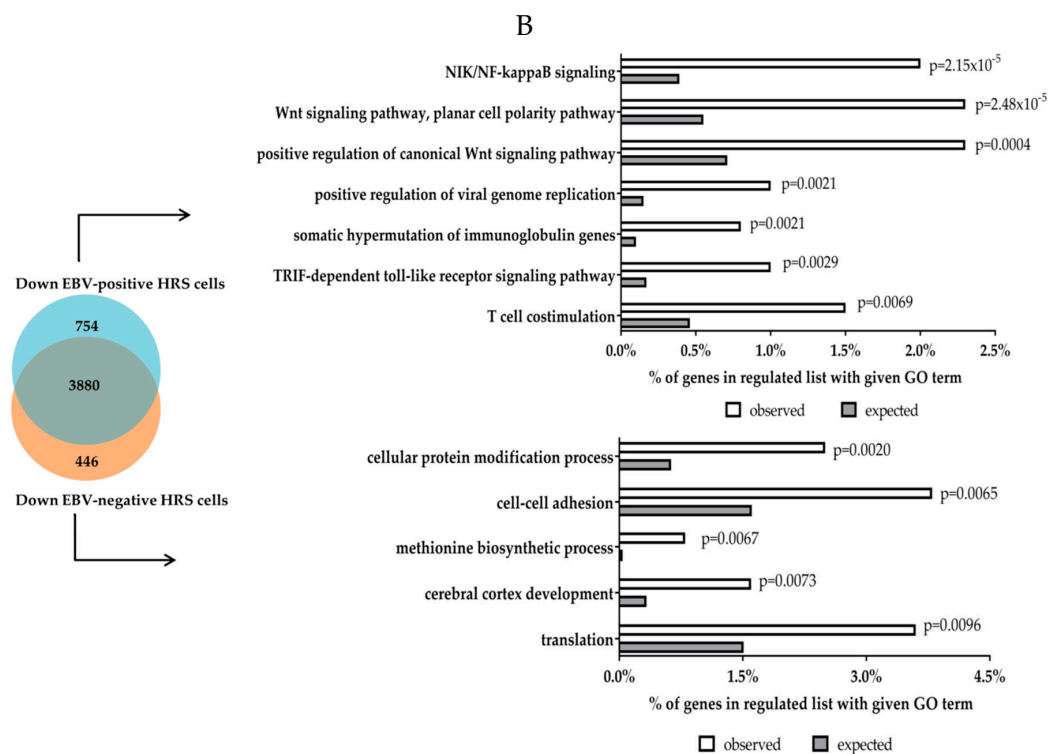 B
NIK/NF-kappaB signaling
p=2.15x10⁻⁵
Wnt signaling pathway, planar cell polarity pathway
p=2.48x10⁻⁵
positive regulation of canonical Wnt signaling pathway
p=0.0004
positive regulation of viral genome replication
p=0.0021
somatic hypermutation of immunoglobulin genes
p=0.0021
TRIF-dependent toll-like receptor signaling pathway
p=0.0029
T cell costimulation
p=0.0069
0.0% 0.5% 1.0% 1.5% 2.0% 2.5%
% of genes in regulated list with given GO term
observed expected
Down EBV-positive HRS cells
754
3880
446
Down EBV-negative HRS cells
cellular protein modification process
p=0.0020
cell-cell adhesion
p=0.0065
methionine biosynthetic process
p=0.0067
cerebral cortex development
p=0.0073
translation
p=0.0096
0.0% 1.5% 3.0% 4.5%
% of genes in regulated list with given GO term
observed expected